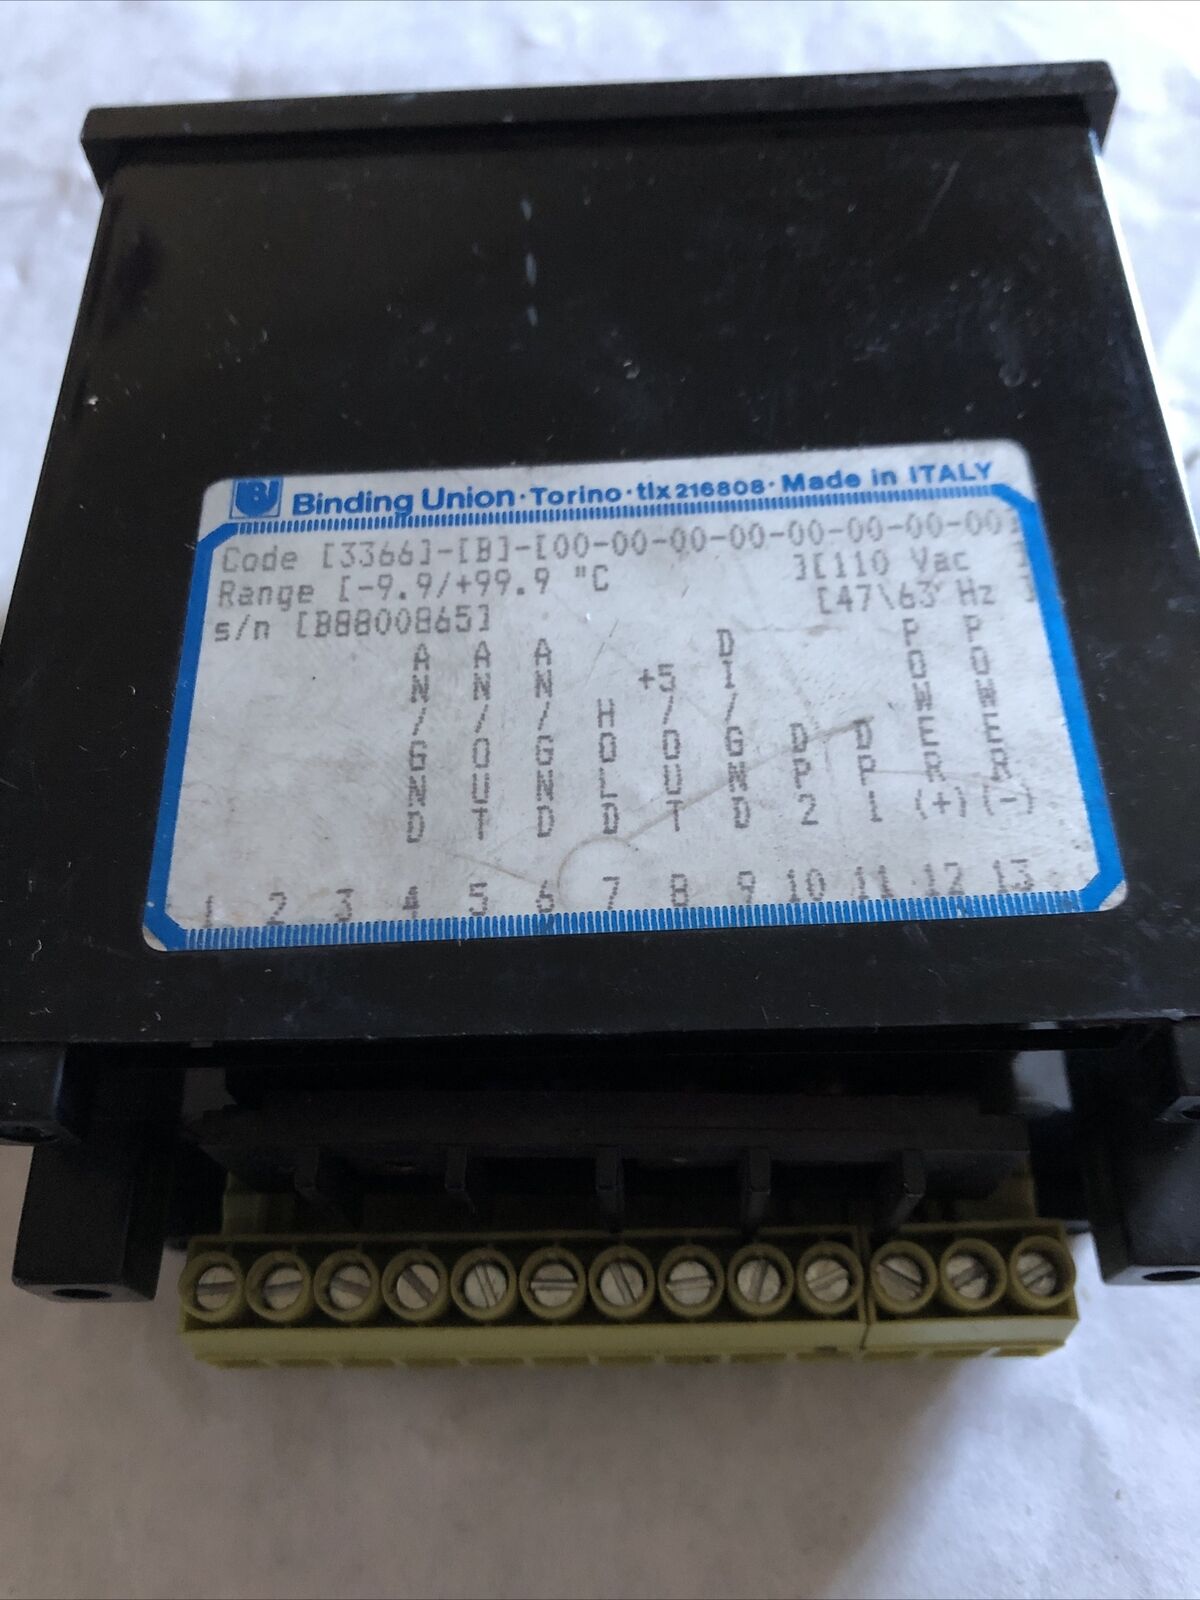 BU Binding Union · Torino · tlx 216808 · Made in ITALY
Code [3366]-[B]-[00-00-00-00-00-00-00-00
Range [-9.9/+99.9 "C ][110 Vac ]
s/n [B8800865] [47\63 Hz ]
AN/GND AN/OUT AN/GND HOLD +5/OUT DI/GND DP2 DP1 POWER(+) POWER(-)
1 2 3 4 5 6 7 8 9 10 11 12 13